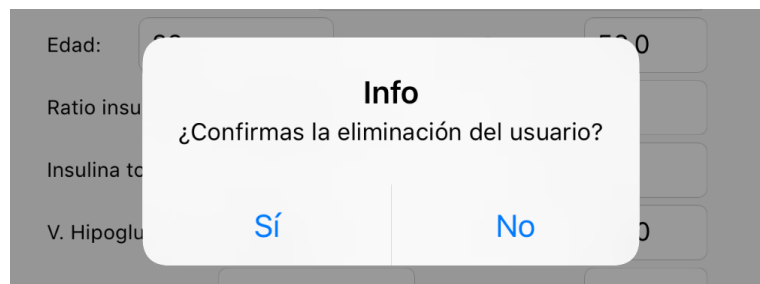 Edad:
Info
Ratio insu
¿Confirmas la eliminación del usuario?
Insulina to
V. Hipoglu
Sí
No